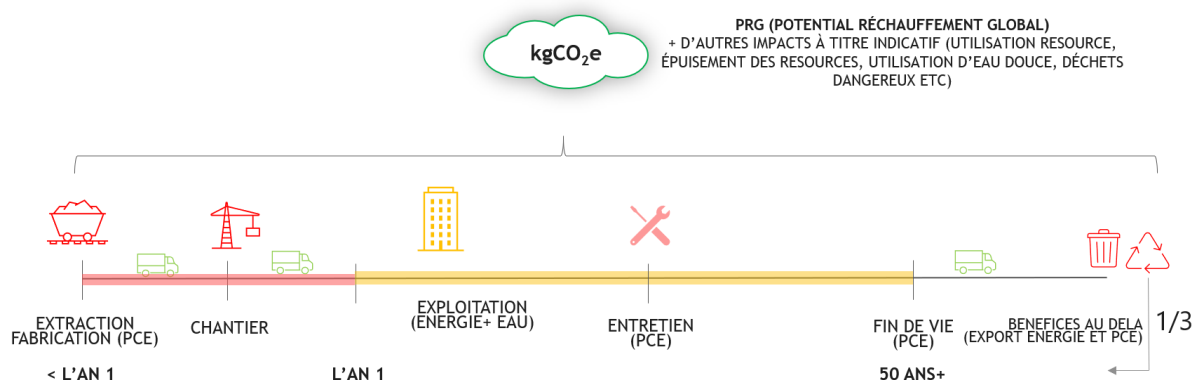 kgCO₂e
PRG (POTENTIAL RÉCHAUFFEMENT GLOBAL)
+ D'AUTRES IMPACTS À TITRE INDICATIF (UTILISATION RESOURCE,
ÉPUISEMENT DES RESOURCES, UTILISATION D'EAU DOUCE, DÉCHETS
DANGEREUX ETC)
EXTRACTION
FABRICATION (PCE)
CHANTIER
EXPLOITATION
(ENERGIE+ EAU)
ENTRETIEN
(PCE)
FIN DE VIE
(PCE)
BENEFICES AU DELA
(EXPORT ENERGIE ET PCE)
1/3
< L'AN 1
L'AN 1
50 ANS+